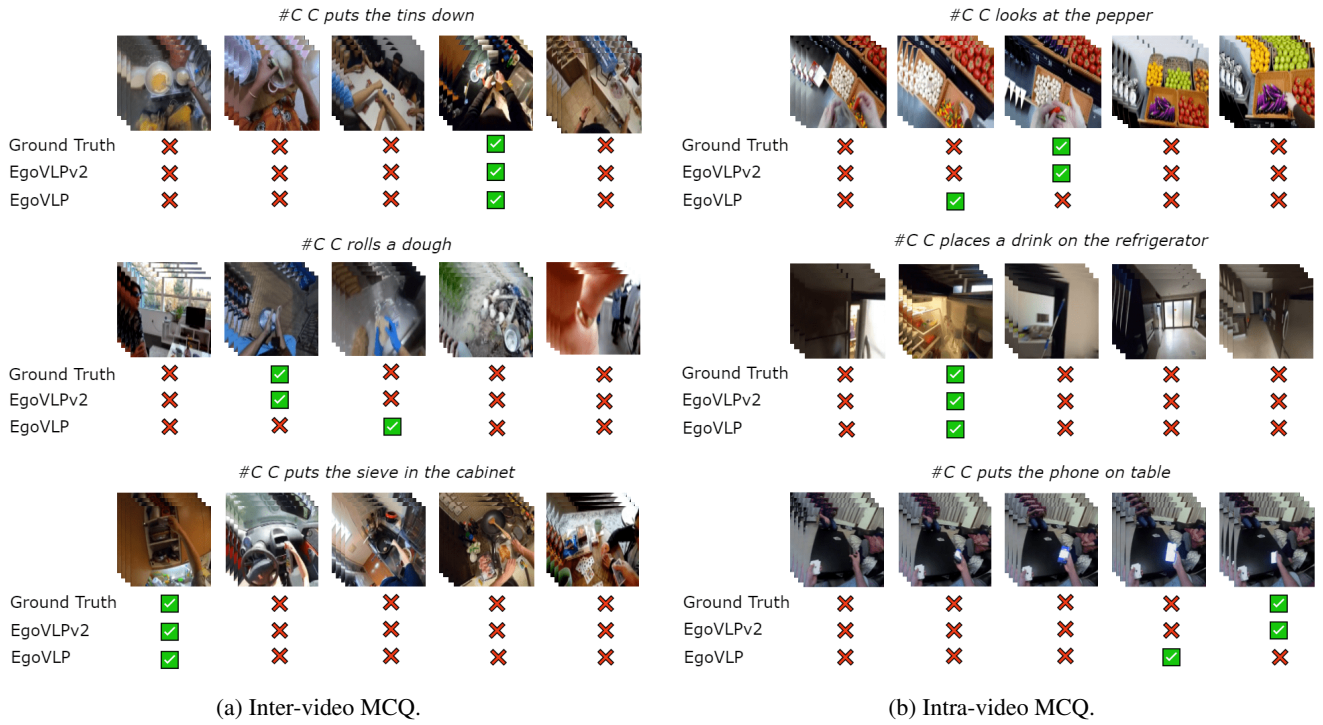 #C C puts the tins down
Ground Truth
EgoVLPv2
EgoVLP
#C C rolls a dough
Ground Truth
EgoVLPv2
EgoVLP
#C C puts the sieve in the cabinet
Ground Truth
EgoVLPv2
EgoVLP
(a) Inter-video MCQ.
#C C looks at the pepper
Ground Truth
EgoVLPv2
EgoVLP
#C C places a drink on the refrigerator
Ground Truth
EgoVLPv2
EgoVLP
#C C puts the phone on table
Ground Truth
EgoVLPv2
EgoVLP
(b) Intra-video MCQ.